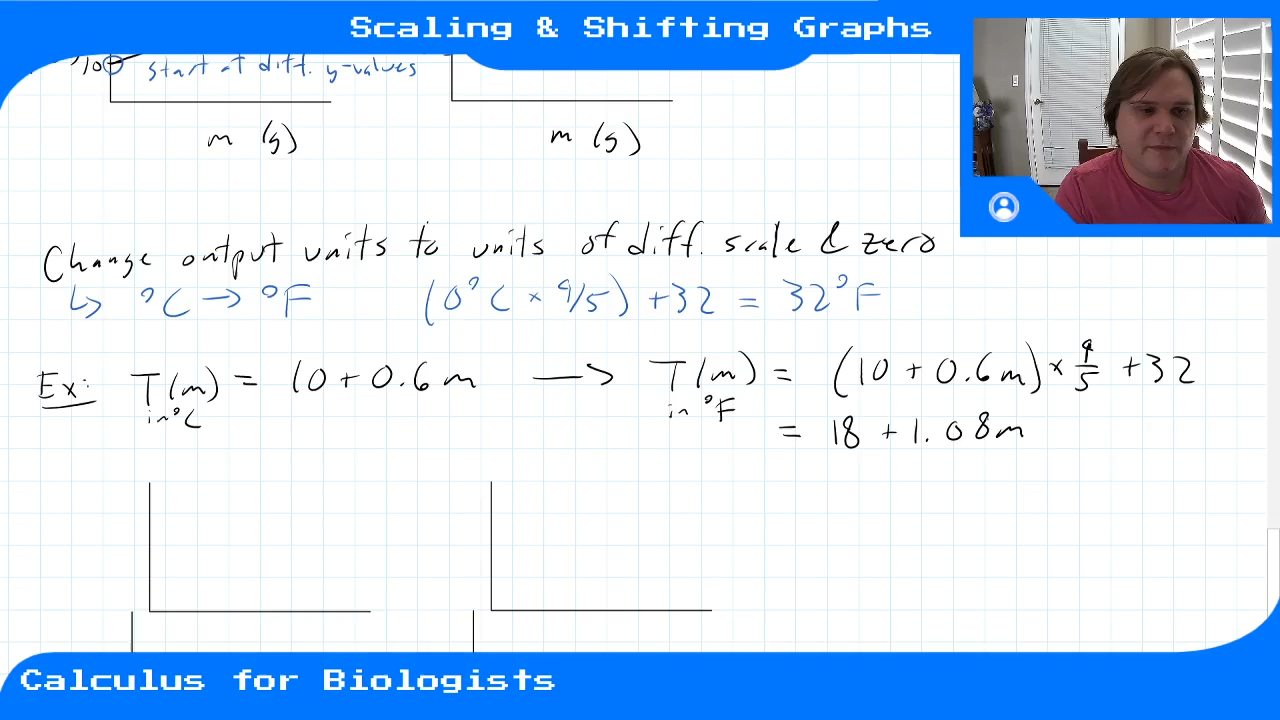 Scaling & Shifting Graphs
start at diff. y-values
m (g)
m (g)
Change output units to units of diff. scale & zero
↳ °C → °F (0°C × 9/5) + 32 = 32°F
Ex: T(m) = 10 + 0.6m → T(m) = (10 + 0.6m) × 9/5 + 32
in °C in °F
= 18 + 1.08m
Calculus for Biologists